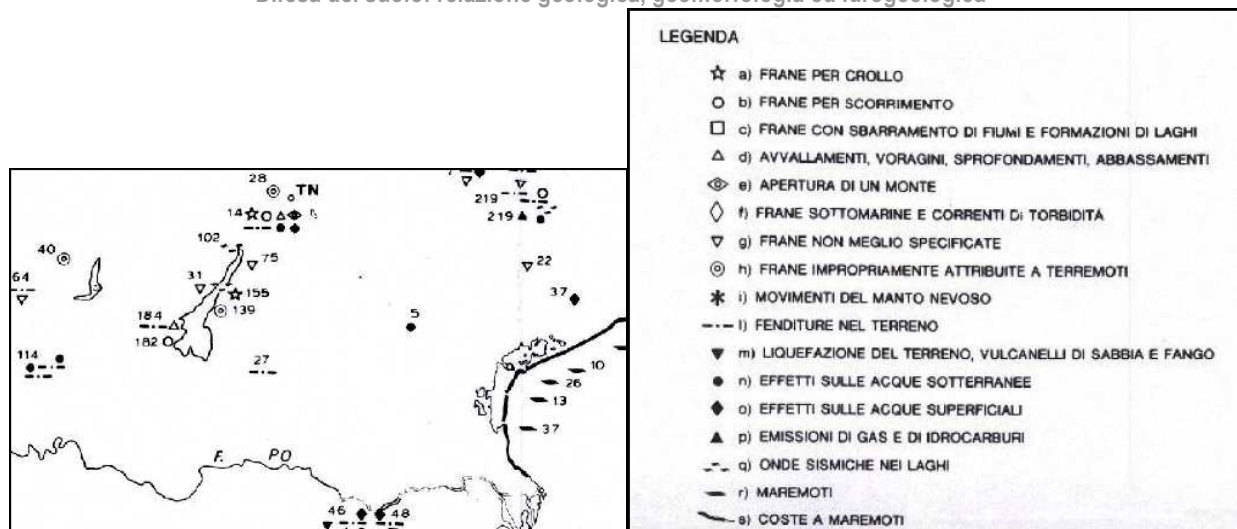 Difesa del suolo: relazione geologica, geomorfologia ed idrogeologica
LEGENDA
a) FRANE PER CROLLO
b) FRANE PER SCORRIMENTO
c) FRANE CON SBARRAMENTO DI FIUMI E FORMAZIONI DI LAGHI
d) AVVALLAMENTI, VORAGINI, SPROFONDAMENTI, ABBASSAMENTI
e) APERTURA DI UN MONTE
f) FRANE SOTTOMARINE E CORRENTI DI TORBIDITÀ
g) FRANE NON MEGLIO SPECIFICATE
h) FRANE IMPROPRIAMENTE ATTRIBUITE A TERREMOTI
i) MOVIMENTI DEL MANTO NEVOSO
l) FENDITURE NEL TERRENO
m) LIQUEFAZIONE DEL TERRENO, VULCANELLI DI SABBIA E FANGO
n) EFFETTI SULLE ACQUE SOTTERRANEE
o) EFFETTI SULLE ACQUE SUPERFICIALI
p) EMISSIONI DI GAS E DI IDROCARBURI
q) ONDE SISMICHE NEI LAGHI
r) MAREMOTI
s) COSTE A MAREMOTI
28
TN
219
14
219
102
40
75
22
64
31
155
37
139
184
5
182
114
27
10
26
13
37
F. PO
46
48